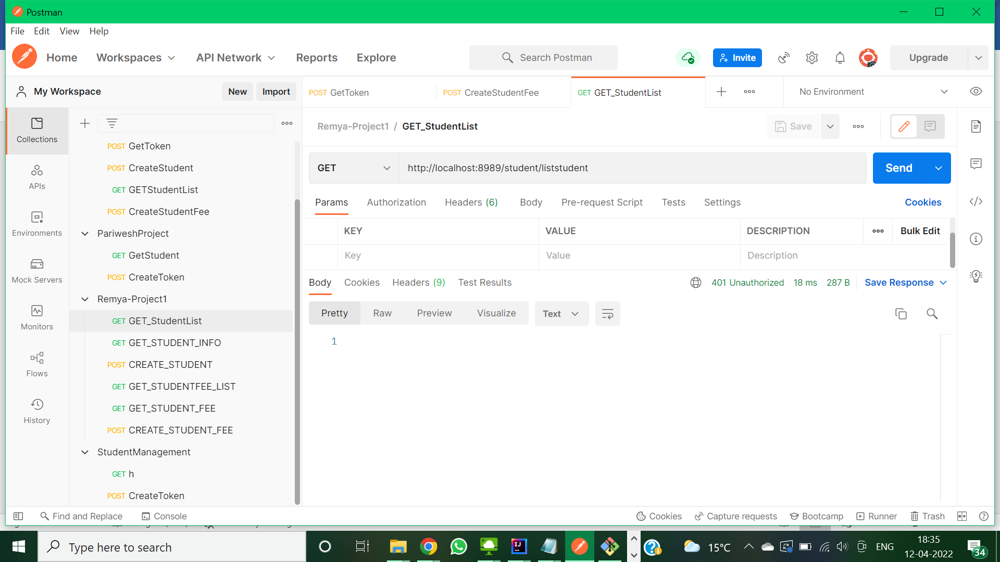 Postman
File Edit View Help
Home Workspaces API Network Reports Explore Search Postman Invite Upgrade
My Workspace New Import POST GetToken POST CreateStudentFee GET GET_StudentList No Environment
Collections
APIs
Environments
Mock Servers
Monitors
Flows
History
POST GetToken
POST CreateStudent
GET GETStudentList
POST CreateStudentFee
PariweshProject
GET GetStudent
POST CreateToken
Remya-Project1
GET GET_StudentList
GET GET_STUDENT_INFO
POST CREATE_STUDENT
GET GET_STUDENTFEE_LIST
GET GET_STUDENT_FEE
POST CREATE_STUDENT_FEE
StudentManagement
GET h
POST CreateToken
Remya-Project1 / GET_StudentList Save
GET http://localhost:8989/student/liststudent Send
Params Authorization Headers (6) Body Pre-request Script Tests Settings Cookies
KEY VALUE DESCRIPTION Bulk Edit
Key Value Description
Body Cookies Headers (9) Test Results 401 Unauthorized 18 ms 287 B Save Response
Pretty Raw Preview Visualize Text
1
Find and Replace Console Cookies Capture requests Bootcamp Runner Trash
Type here to search 15°C ENG 18:35
12-04-2022 34